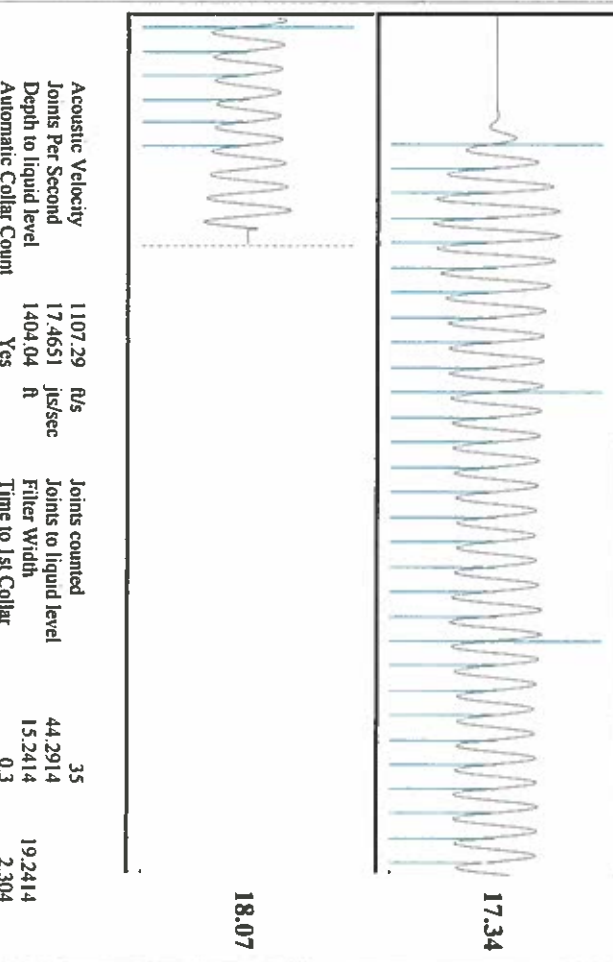 17.34
18.07
Acoustic Velocity 1107.29 ft/s Joints counted 35
Joints Per Second 17.4651 jts/sec Joints to liquid level 44.2914
Depth to liquid level 1404.04 ft Filter Width 15.2414 19.2414
Automatic Collar Count Yes Time to 1st Collar 0.3 2.304